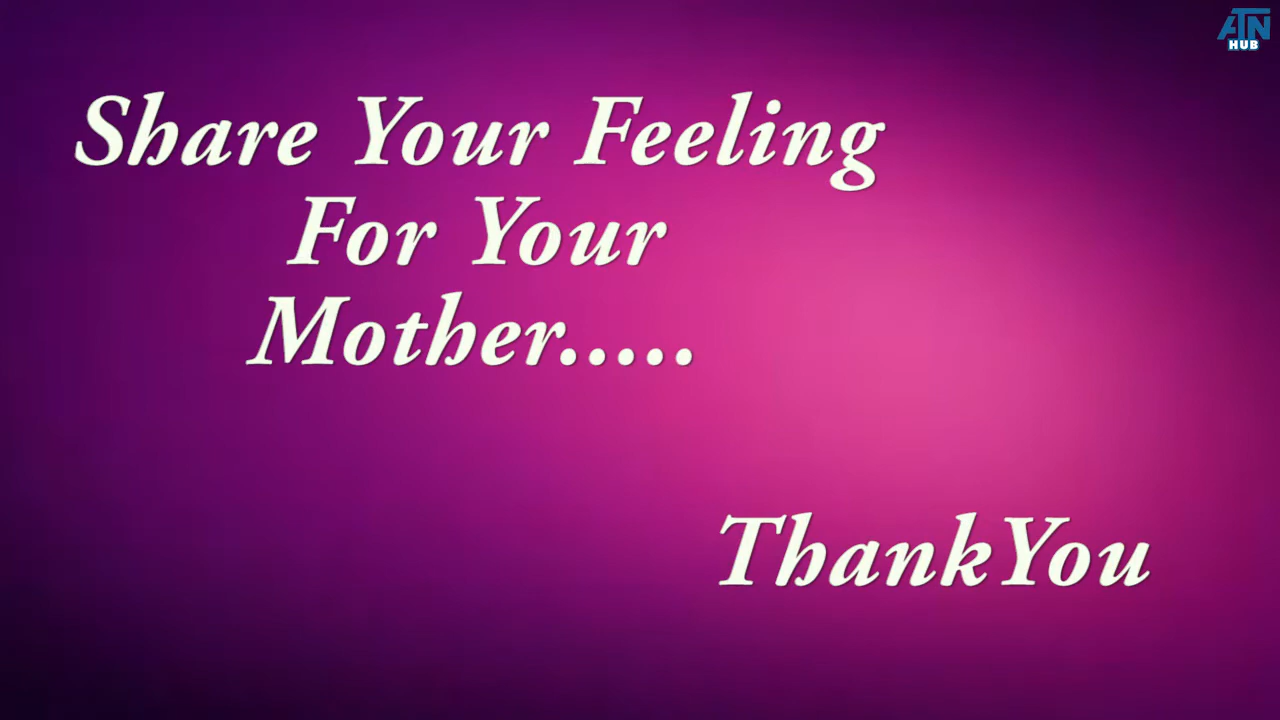 ATN
HUB
Share Your Feeling
For Your
Mother.....
ThankYou